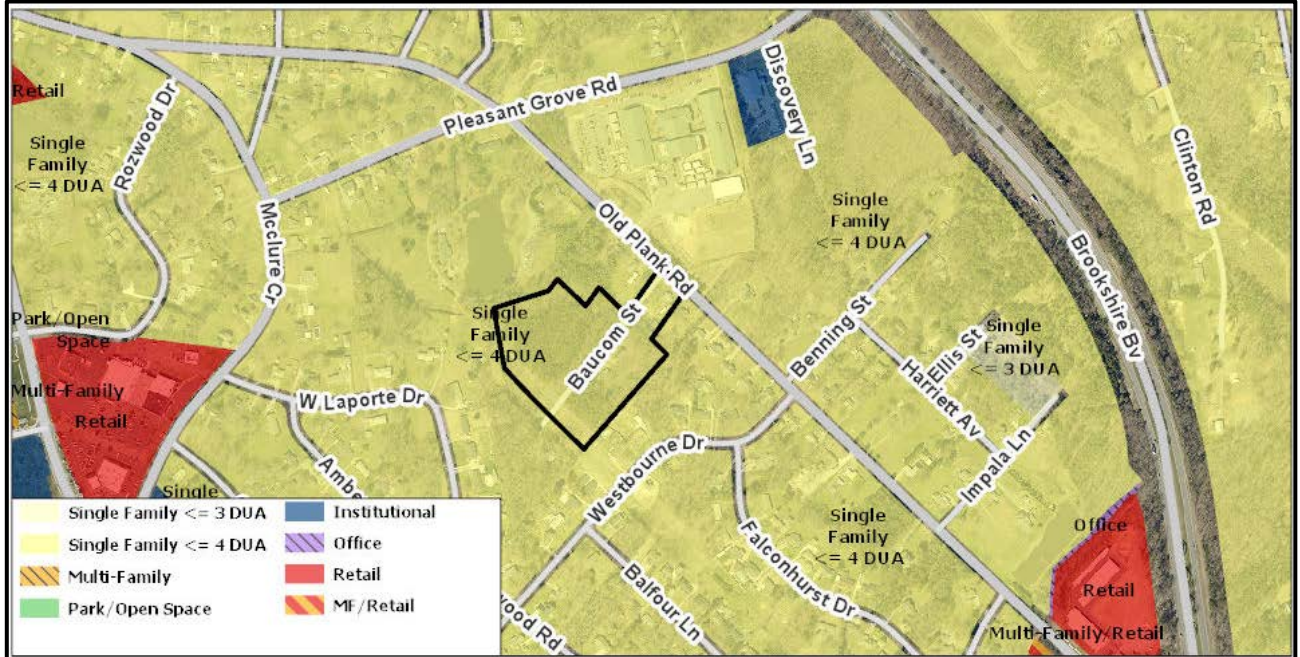 Retail
Single
Family
<= 4 DUA
Rozwood Dr
Mcclure Cr
Pleasant Grove Rd
Discovery Ln
Clinton Rd
Single
Family
<= 4 DUA
Old Plank Rd
Brookshire Bv
Benning St
Baucom St
Single
Family
<= 4 DUA
Park/Open
Space
Multi-Family
Retail
W Laporte Dr
Ellis St
Single
Family
<= 3 DUA
Harriett Av
Impala Ln
Westbourne Dr
Falconhurst Dr
Balfour Ln
Single
Family
<= 4 DUA
Office
Retail
Multi-Family/Retail
Single
Single Family <= 3 DUA
Single Family <= 4 DUA
Multi-Family
Park/Open Space
Institutional
Office
Retail
MF/Retail
wood Rd
Ambe